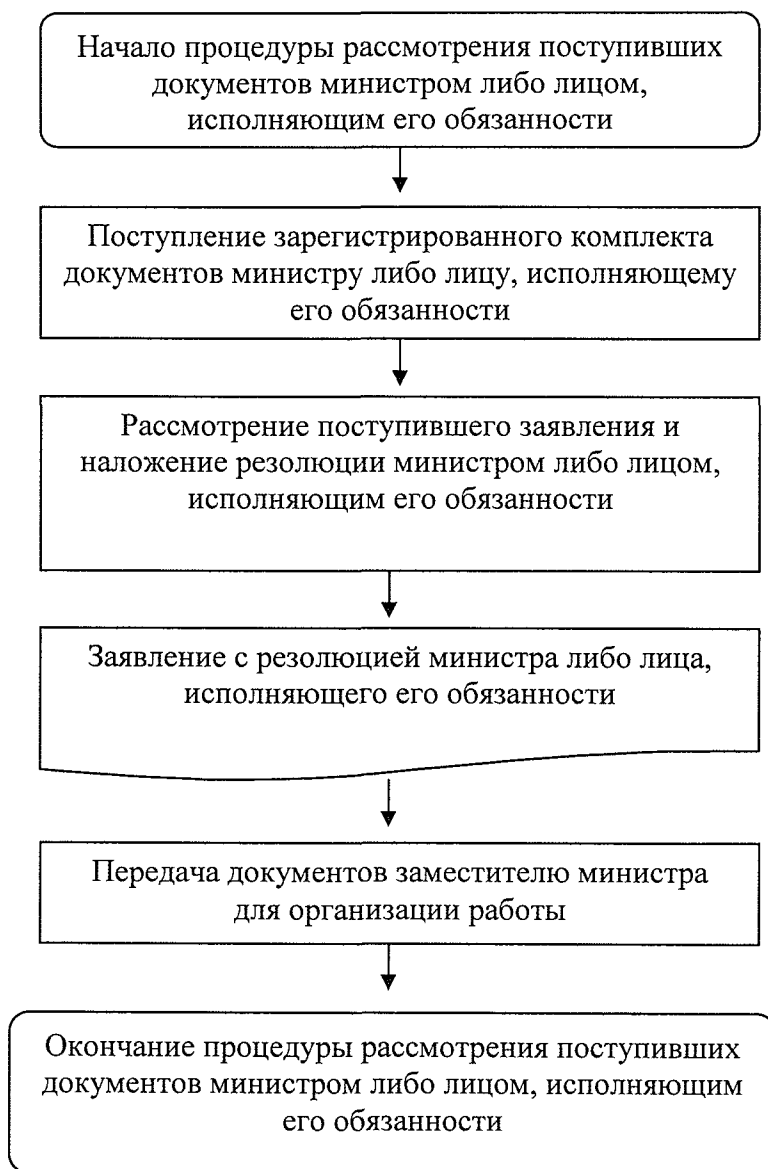 Начало процедуры рассмотрения поступивших
документов министром либо лицом,
исполняющим его обязанности
Поступление зарегистрированного комплекта
документов министру либо лицу, исполняющему
его обязанности
Рассмотрение поступившего заявления и
наложение резолюции министром либо лицом,
исполняющим его обязанности
Заявление с резолюцией министра либо лица,
исполняющего его обязанности
Передача документов заместителю министра
для организации работы
Окончание процедуры рассмотрения поступивших
документов министром либо лицом, исполняющим
его обязанности